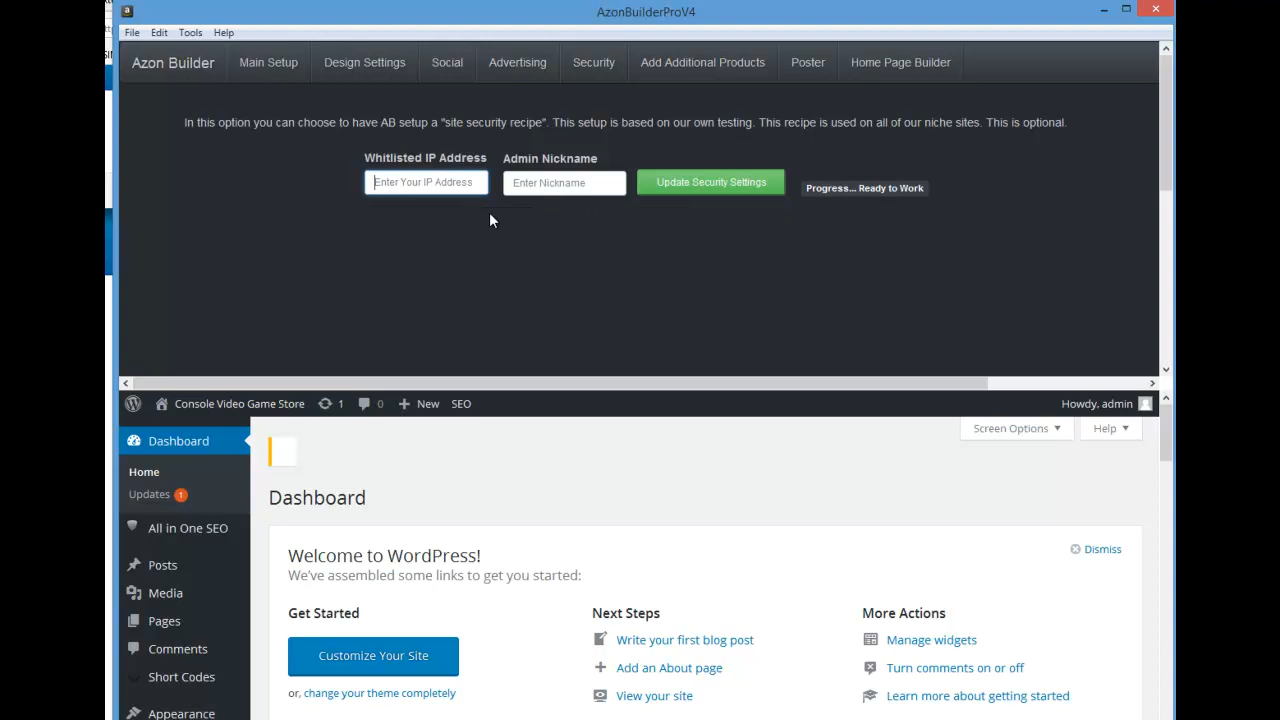 AzonBuilderProV4
File Edit Tools Help
Azon Builder Main Setup Design Settings Social Advertising Security Add Additional Products Poster Home Page Builder
In this option you can choose to have AB setup a "site security recipe". This setup is based on our own testing. This recipe is used on all of our niche sites. This is optional.
Whitlisted IP Address Admin Nickname
Enter Your IP Address Enter Nickname Update Security Settings Progress... Ready to Work
Console Video Game Store 1 0 New SEO Howdy, admin
Dashboard Screen Options Help
Home
Updates 1
Dashboard
All in One SEO
Posts
Media
Pages
Comments
Short Codes
Appearance
Welcome to WordPress! Dismiss
We've assembled some links to get you started:
Get Started Next Steps More Actions
Customize Your Site Write your first blog post Manage widgets
Add an About page Turn comments on or off
or, change your theme completely View your site Learn more about getting started